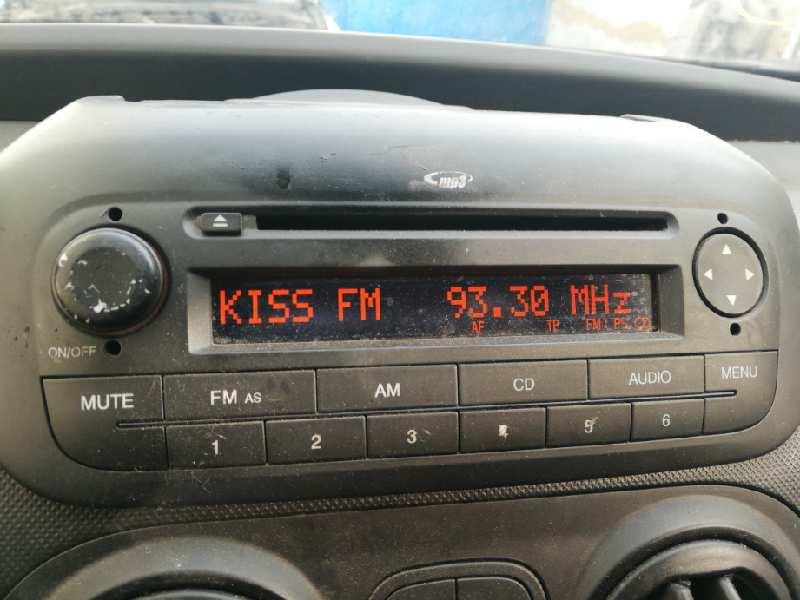 mp3
KISS FM 93.30 MHz
AF TP FM
ON/OFF
MUTE FM AS AM CD AUDIO MENU
1 2 3 5 6